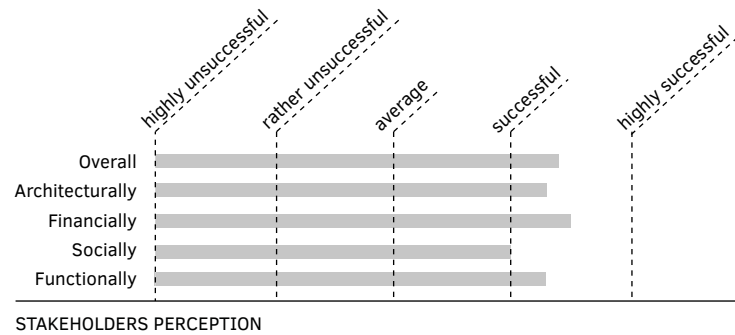 highly unsuccessful
rather unsuccessful
average
successful
highly successful
Overall
Architecturally
Financially
Socially
Functionally
STAKEHOLDERS PERCEPTION